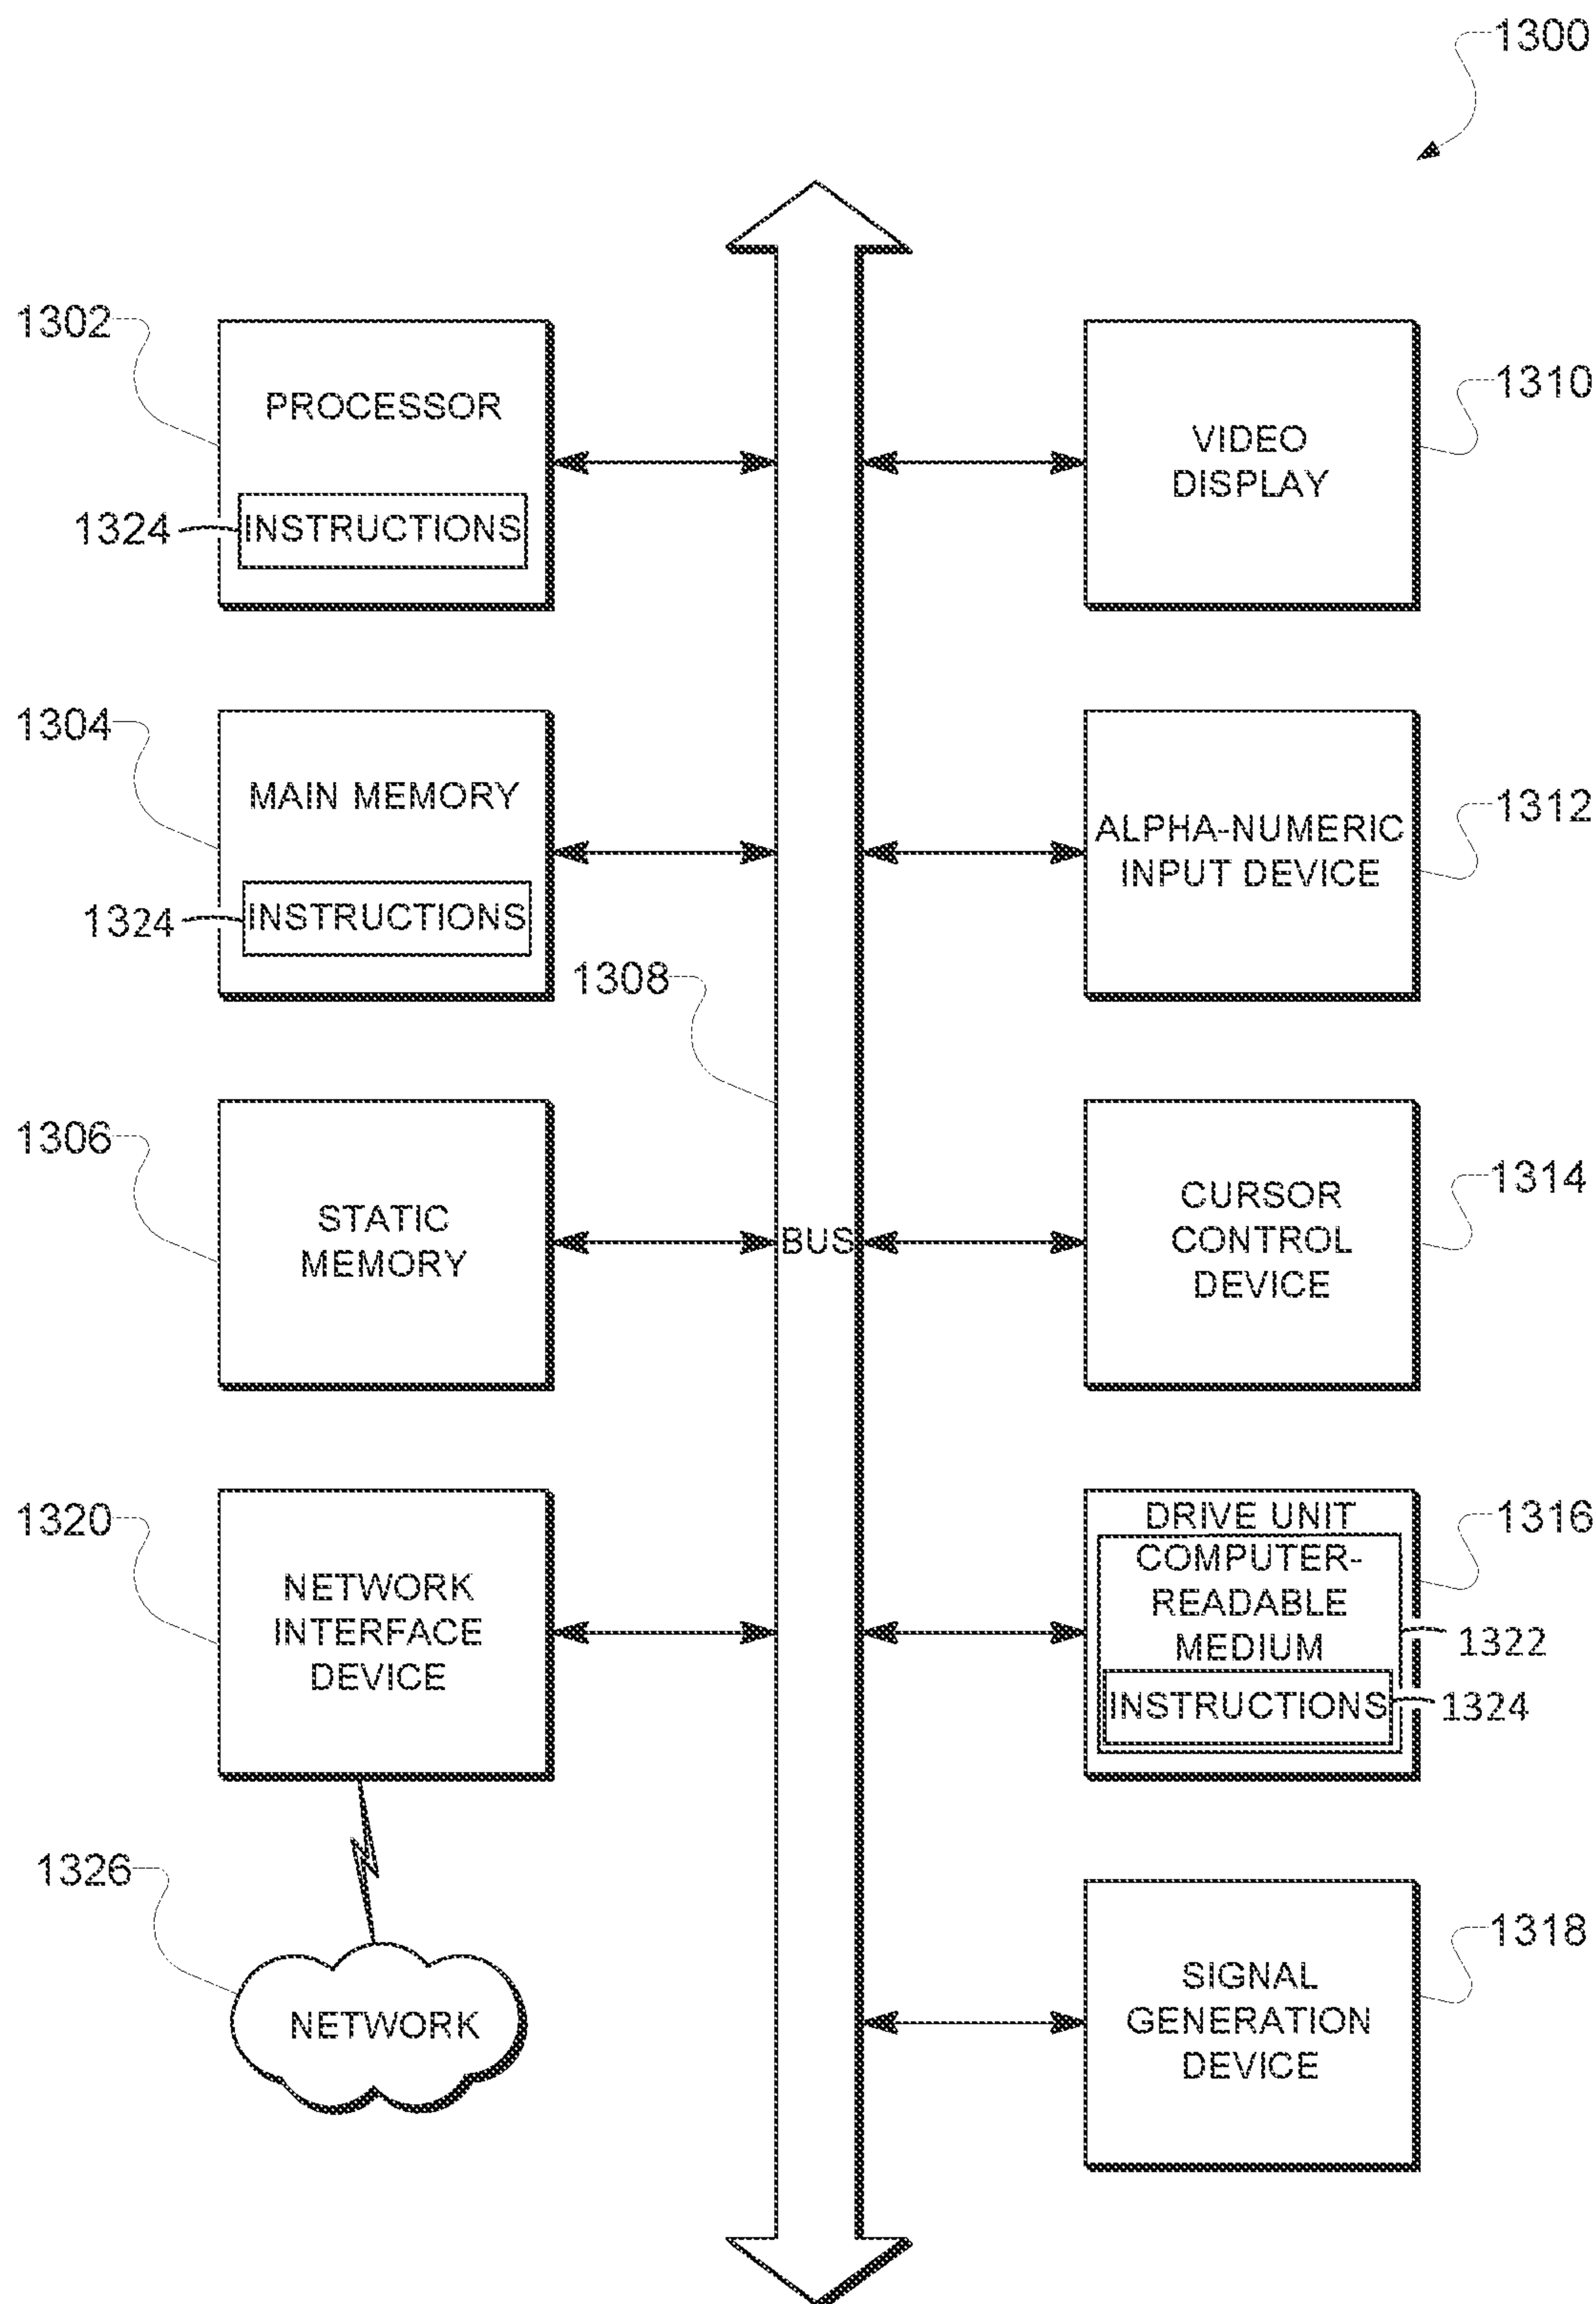 1300
1302
PROCESSOR
1324
INSTRUCTIONS
1310
VIDEO
DISPLAY
1304
MAIN MEMORY
1324
INSTRUCTIONS
1312
ALPHA-NUMERIC
INPUT DEVICE
1308
1306
STATIC
MEMORY
BUS
1314
CURSOR
CONTROL
DEVICE
1320
NETWORK
INTERFACE
DEVICE
1316
DRIVE UNIT
COMPUTER-
READABLE
MEDIUM
1322
INSTRUCTIONS
1324
1326
NETWORK
1318
SIGNAL
GENERATION
DEVICE